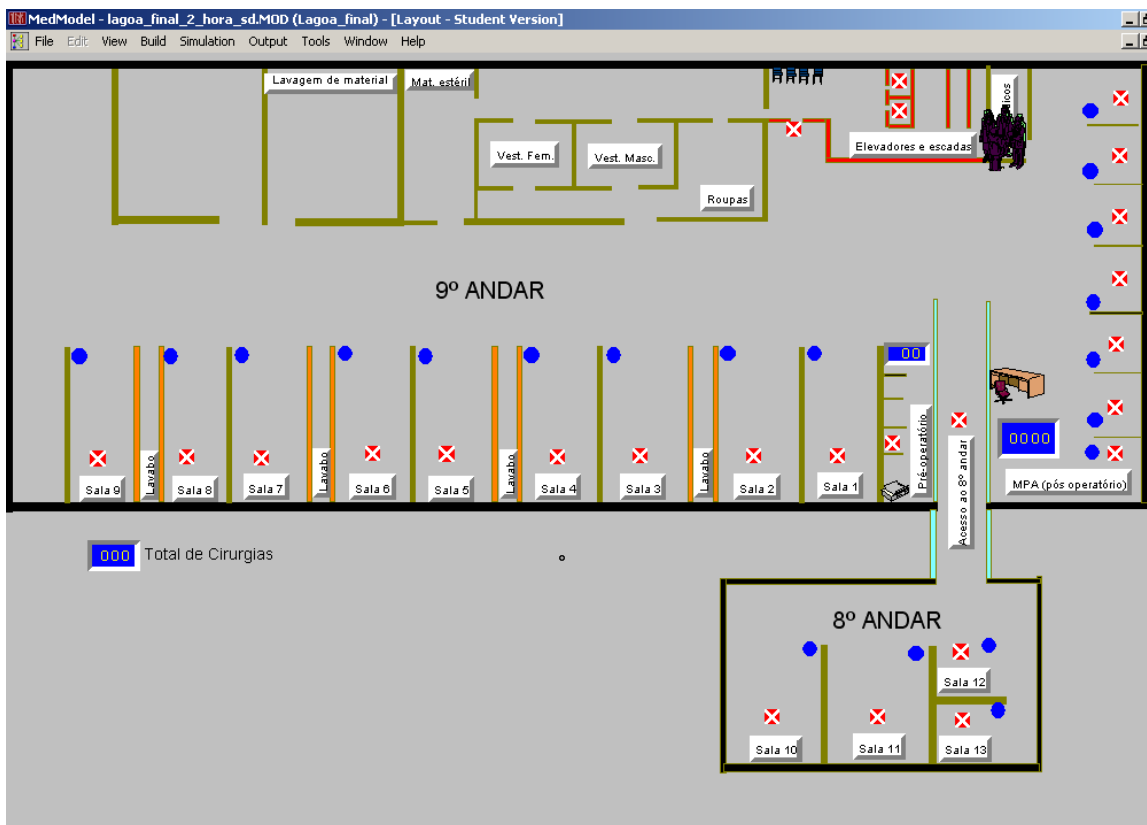 MedModel - lagoa_final_2_hora_sd.MOD (Lagoa_final) - [Layout - Student Version]
File Edit View Build Simulation Output Tools Window Help
Lavagem de material
Mat. estéril
Vest. Fem.
Vest. Masc.
Roupas
Elevadores e escadas
9º ANDAR
00
Pré-operatório
Acesso ao 8º andar
0000
MPA (pós operatório)
Sala 9
Lavabo
Sala 8
Sala 7
Lavabo
Sala 6
Sala 5
Lavabo
Sala 4
Sala 3
Lavabo
Sala 2
Sala 1
000 Total de Cirurgias
8º ANDAR
Sala 12
Sala 10
Sala 11
Sala 13